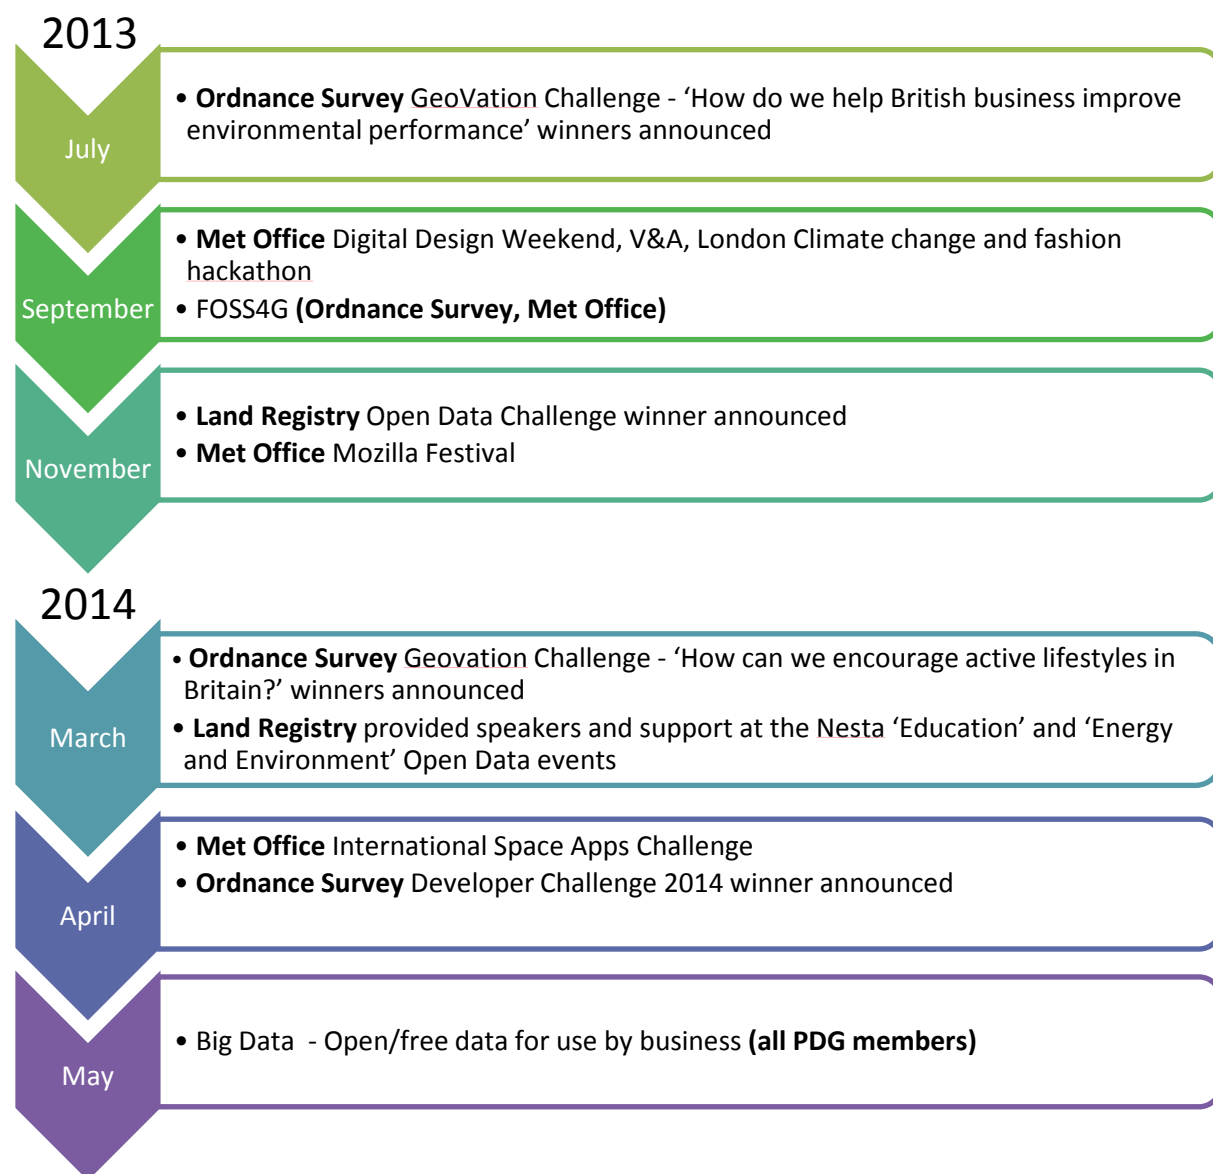 2013
July
• Ordnance Survey GeoVation Challenge - ‘How do we help British business improve
environmental performance’ winners announced
September
• Met Office Digital Design Weekend, V&A, London Climate change and fashion
hackathon
• FOSS4G (Ordnance Survey, Met Office)
November
• Land Registry Open Data Challenge winner announced
• Met Office Mozilla Festival
2014
March
• Ordnance Survey Geovation Challenge - ‘How can we encourage active lifestyles in
Britain?’ winners announced
• Land Registry provided speakers and support at the Nesta ‘Education’ and ‘Energy
and Environment’ Open Data events
April
• Met Office International Space Apps Challenge
• Ordnance Survey Developer Challenge 2014 winner announced
May
• Big Data - Open/free data for use by business (all PDG members)